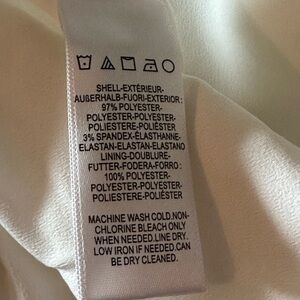 SHELL-EXTÉRIEUR-
AUßERHALB-FUORI-EXTERIOR:
97% POLYESTER-
POLYESTER-POLYESTER-
POLIESTERE-POLIÉSTER
3% SPANDEX-ÉLASTHANNE-
ELASTAN-ELASTAN-ELASTANO
LINING-DOUBLURE-
FUTTER-FODERA-FORRO:
100% POLYESTER-
POLYESTER-POLYESTER-
POLIESTERE-POLIÉSTER
MACHINE WASH COLD.NON-
CHLORINE BLEACH ONLY
WHEN NEEDED.LINE DRY.
LOW IRON IF NEEDED.CAN
BE DRY CLEANED.